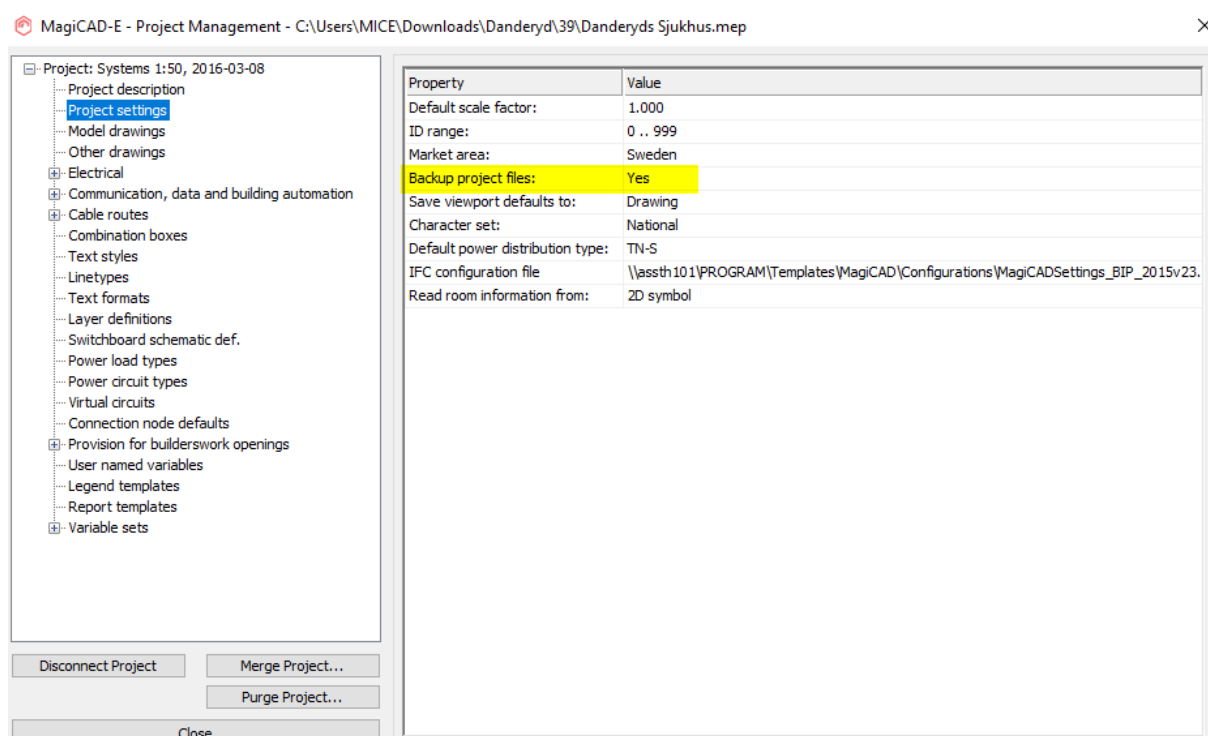 MagiCAD-E - Project Management - C:\Users\MICE\Downloads\Danderyd\39\Danderyds Sjukhus.mep
Project: Systems 1:50, 2016-03-08
Project description
Project settings
Model drawings
Other drawings
Electrical
Communication, data and building automation
Cable routes
Combination boxes
Text styles
Linetypes
Text formats
Layer definitions
Switchboard schematic def.
Power load types
Power circuit types
Virtual circuits
Connection node defaults
Provision for builderswork openings
User named variables
Legend templates
Report templates
Variable sets
Disconnect Project Merge Project...
Purge Project...
Close
Property Value
Default scale factor: 1.000
ID range: 0 .. 999
Market area: Sweden
Backup project files: Yes
Save viewport defaults to: Drawing
Character set: National
Default power distribution type: TN-S
IFC configuration file \\assth101\PROGRAM\Templates\MagiCAD\Configurations\MagiCADSettings_BIP_2015v23.
Read room information from: 2D symbol